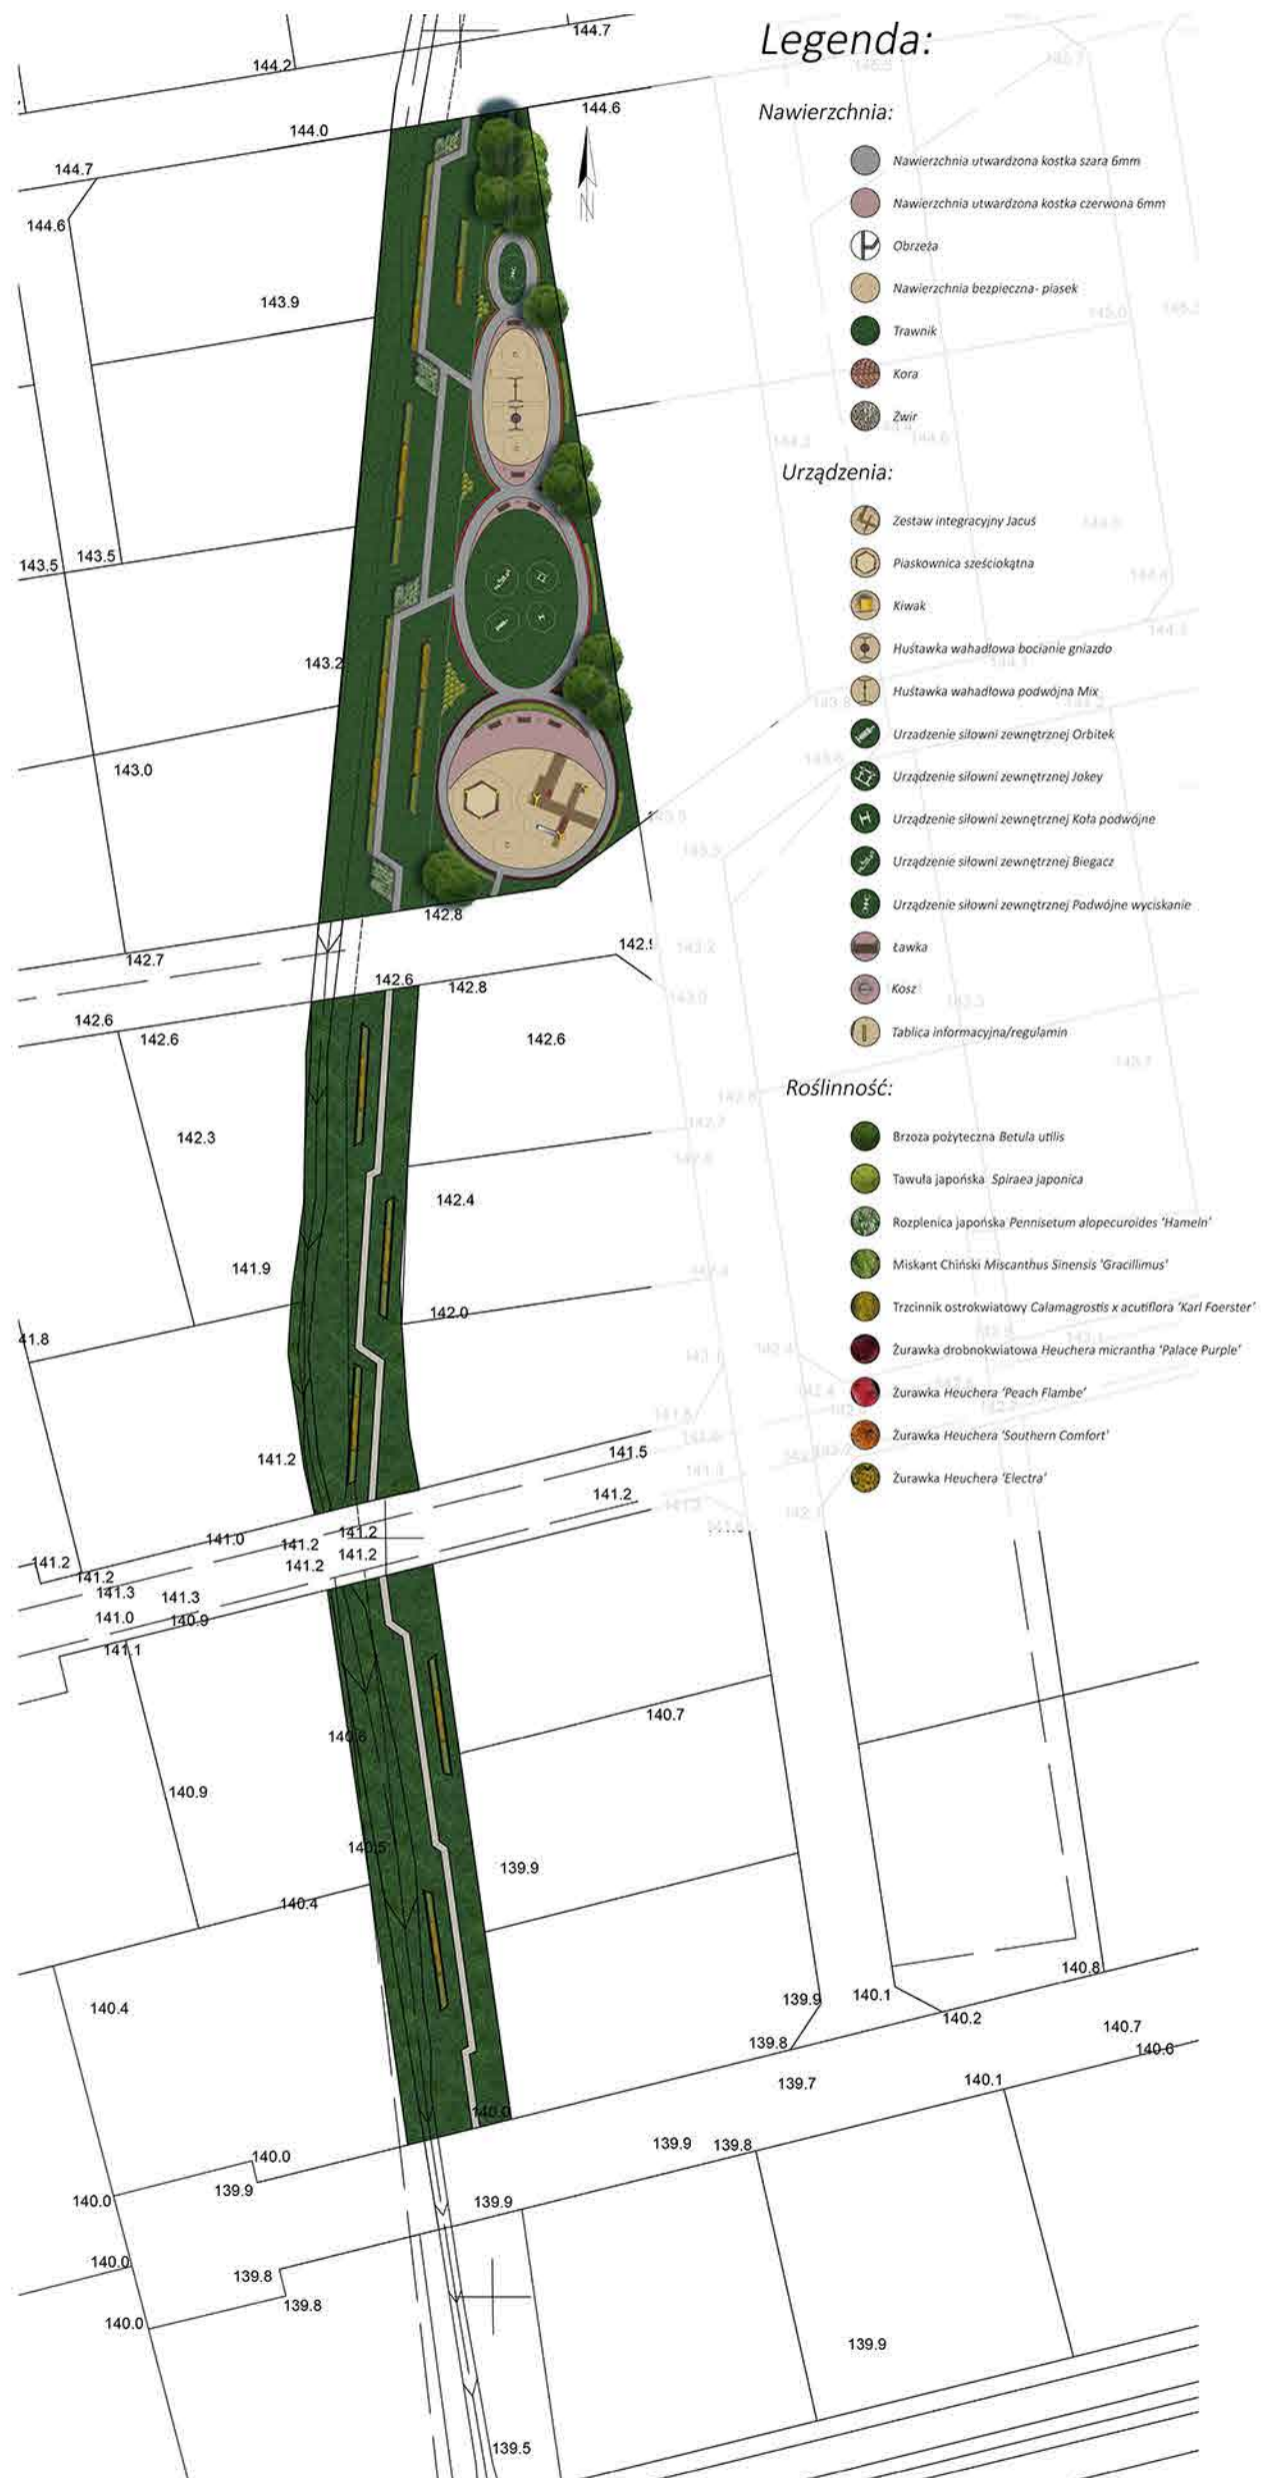 Legenda:
Nawierzchnia:
Nawierzchnia utwardzona kostka szara 6mm
Nawierzchnia utwardzona kostka czerwona 6mm
Obrzeża
Nawierzchnia bezpieczna- piasek
Trawnik
Kora
Żwir
Urządzenia:
Zestaw integracyjny Jacuś
Piaskownica sześciokątna
Kiwak
Huśtawka wahadłowa bocianie gniazdo
Huśtawka wahadłowa podwójna Mix
Urzadzenie siłowni zewnętrznej Orbitek
Urządzenie siłowni zewnętrznej Jokey
Urządzenie siłowni zewnętrznej Koła podwójne
Urządzenie siłowni zewnętrznej Biegacz
Urządzenie siłowni zewnętrznej Podwójne wyciskanie
Ławka
Kosz
Tablica informacyjna/regulamin
Roślinność:
Brzoza pożyteczna Betula utilis
Tawuła japońska Spiraea japonica
Rozplenica japońska Pennisetum alopecuroides 'Hameln'
Miskant Chiński Miscanthus Sinensis 'Gracillimus'
Trzcinnik ostrokwiatowy Calamagrostis x acutiflora 'Karl Foerster'
Żurawka drobnokwiatowa Heuchera micrantha 'Palace Purple'
Żurawka Heuchera 'Peach Flambe'
Żurawka Heuchera 'Southern Comfort'
Żurawka Heuchera 'Electra'
144.7
144.2
144.6
144.0
144.7
144.6
143.9
N
143.5
143.5
143.2
143.0
142.8
142.7
142.6
142.8
142.6
142.6
142.6
142.3
142.4
141.9
142.0
41.8
141.2
141.5
141.2
141.0
141.2
141.2
141.2
141.2
141.2
141.2
141.3
141.3
141.0
140.9
141.1
140.7
140.6
140.9
140.5
139.9
140.4
140.4
139.9
140.1
140.8
140.2
139.8
140.7
140.6
139.7
140.1
140.0
139.9
139.8
140.0
139.9
140.0
139.9
140.0
139.8
139.8
140.0
139.9
139.5